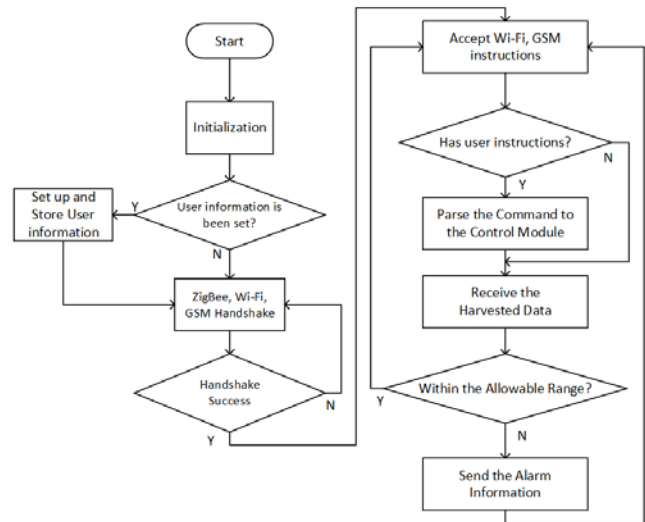 Start
Initialization
User information is
been set?
Y
N
Set up and
Store User
information
ZigBee, Wi-Fi,
GSM Handshake
Handshake
Success
N
Y
Accept Wi-Fi, GSM
instructions
Has user instructions?
N
Y
Parse the Command to
the Control Module
Receive the
Harvested Data
Within the Allowable Range?
Y
N
Send the Alarm
Information